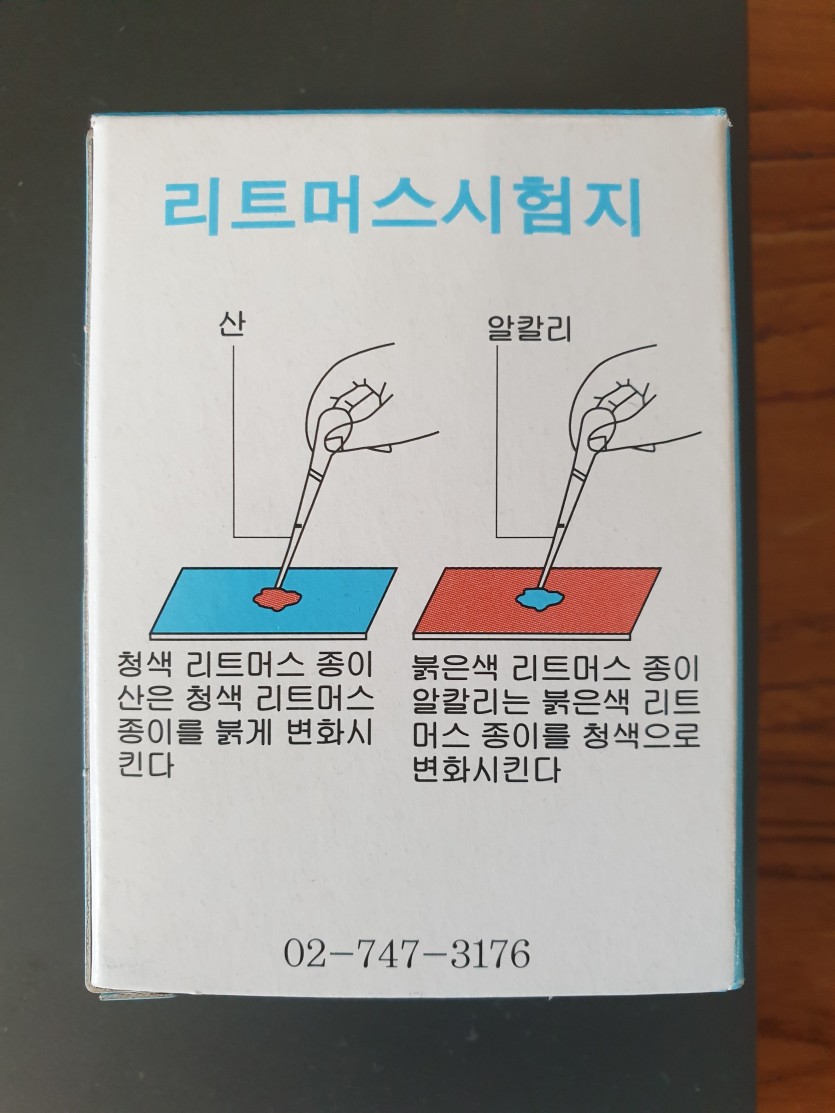 리트머스시험지
산
알칼리
청색 리트머스 종이
산은 청색 리트머스
종이를 붉게 변화시
킨다
붉은색 리트머스 종이
알칼리는 붉은색 리트
머스 종이를 청색으로
변화시킨다
02-747-3176